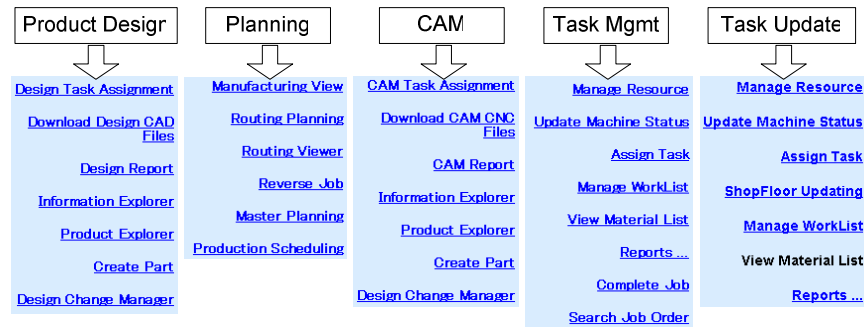 Product Design
Planning
CAM
Task Mgmt
Task Update
Design Task Assignment
Download Design CAD
Files
Design Report
Information Explorer
Product Explorer
Create Part
Design Change Manager
Manufacturing View
Routing Planning
Routing Viewer
Reverse Job
Master Planning
Production Scheduling
CAM Task Assignment
Download CAM CNC
Files
CAM Report
Information Explorer
Product Explorer
Create Part
Design Change Manager
Manage Resource
Update Machine Status
Assign Task
Manage WorkList
View Material List
Reports ...
Complete Job
Search Job Order
Manage Resource
Update Machine Status
Assign Task
ShopFloor Updating
Manage WorkList
View Material List
Reports ...